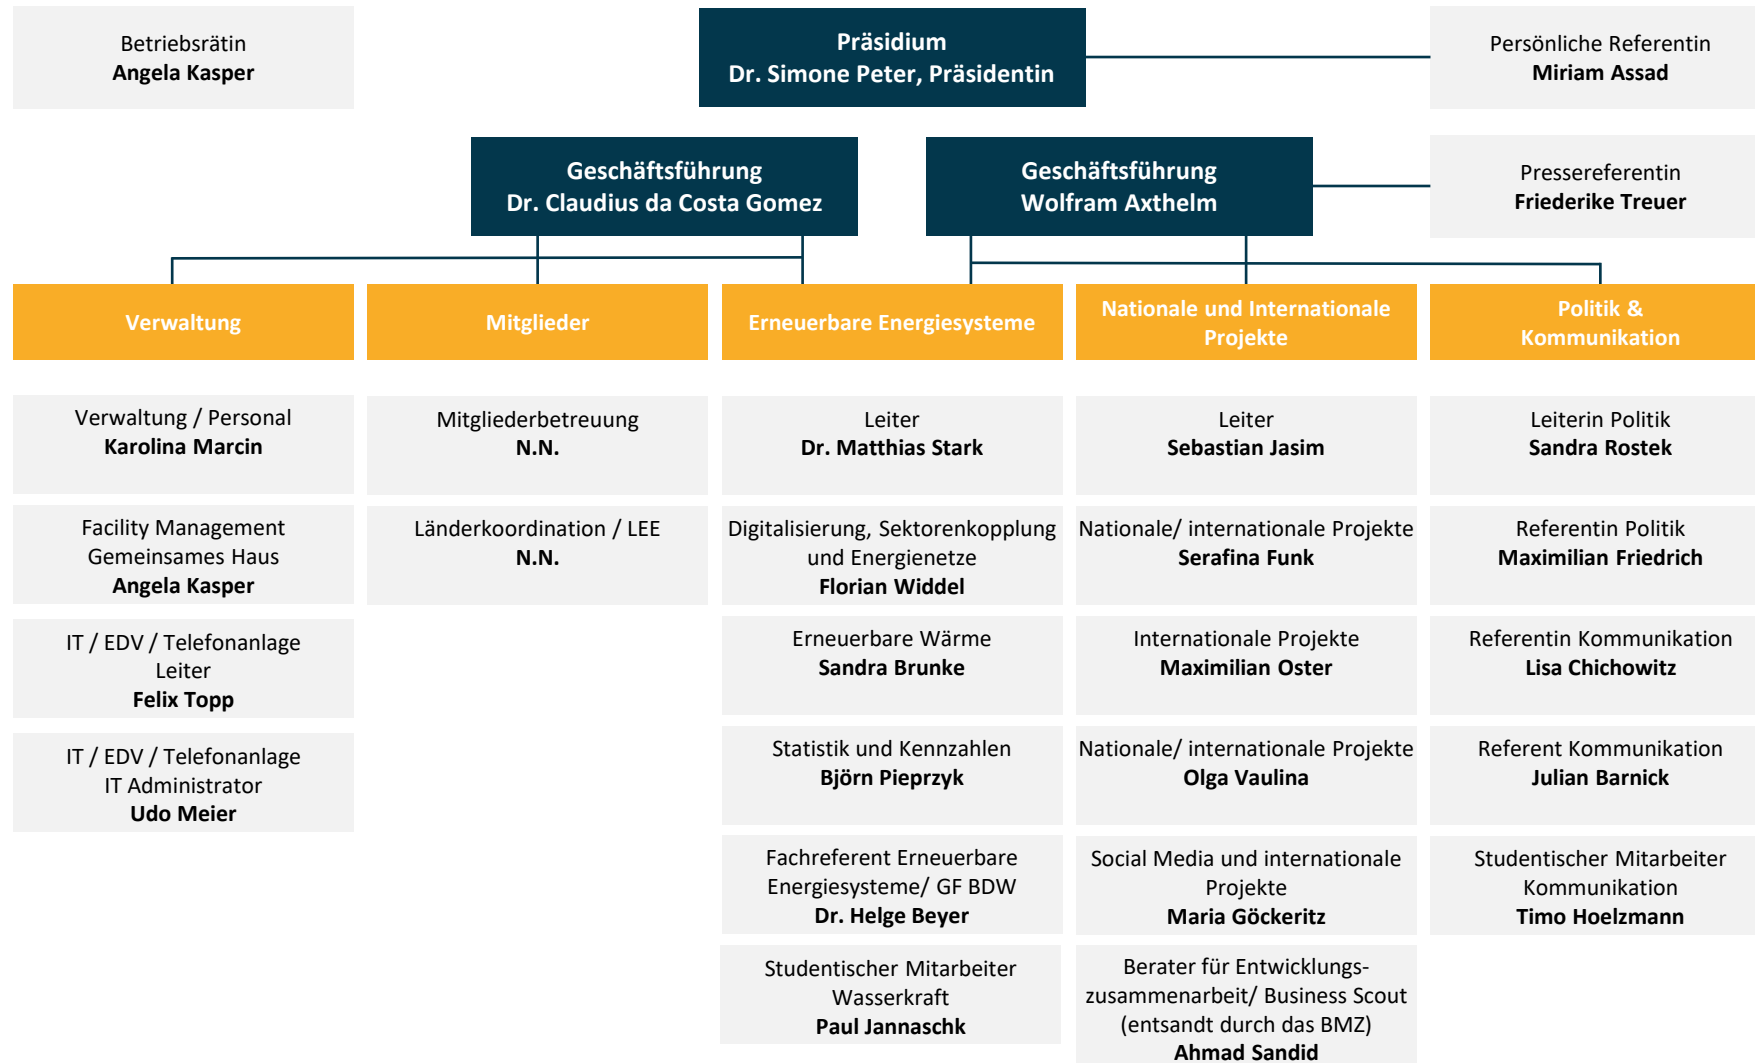 Betriebsrätin
Angela Kasper
Präsidium
Dr. Simone Peter, Präsidentin
Persönliche Referentin
Miriam Assad
Geschäftsführung
Dr. Claudius da Costa Gomez
Geschäftsführung
Wolfram Axthelm
Pressereferentin
Friederike Treuer
Verwaltung
Verwaltung / Personal
Karolina Marcin
Facility Management
Gemeinsames Haus
Angela Kasper
IT / EDV / Telefonanlage
Leiter
Felix Topp
IT / EDV / Telefonanlage
IT Administrator
Udo Meier
Mitglieder
Mitgliederbetreuung
N.N.
Länderkoordination / LEE
N.N.
Erneuerbare Energiesysteme
Leiter
Dr. Matthias Stark
Digitalisierung, Sektorenkopplung
und Energienetze
Florian Widdel
Erneuerbare Wärme
Sandra Brunke
Statistik und Kennzahlen
Björn Pieprzyk
Fachreferent Erneuerbare
Energiesysteme/ GF BDW
Dr. Helge Beyer
Studentischer Mitarbeiter
Wasserkraft
Paul Jannaschk
Nationale und Internationale
Projekte
Leiter
Sebastian Jasim
Nationale/ internationale Projekte
Serafina Funk
Internationale Projekte
Maximilian Oster
Nationale/ internationale Projekte
Olga Vaulina
Social Media und internationale
Projekte
Maria Göckeritz
Berater für Entwicklungs-
zusammenarbeit/ Business Scout
(entsandt durch das BMZ)
Ahmad Sandid
Politik &
Kommunikation
Leiterin Politik
Sandra Rostek
Referentin Politik
Maximilian Friedrich
Referentin Kommunikation
Lisa Chichowitz
Referent Kommunikation
Julian Barnick
Studentischer Mitarbeiter
Kommunikation
Timo Hoelzmann